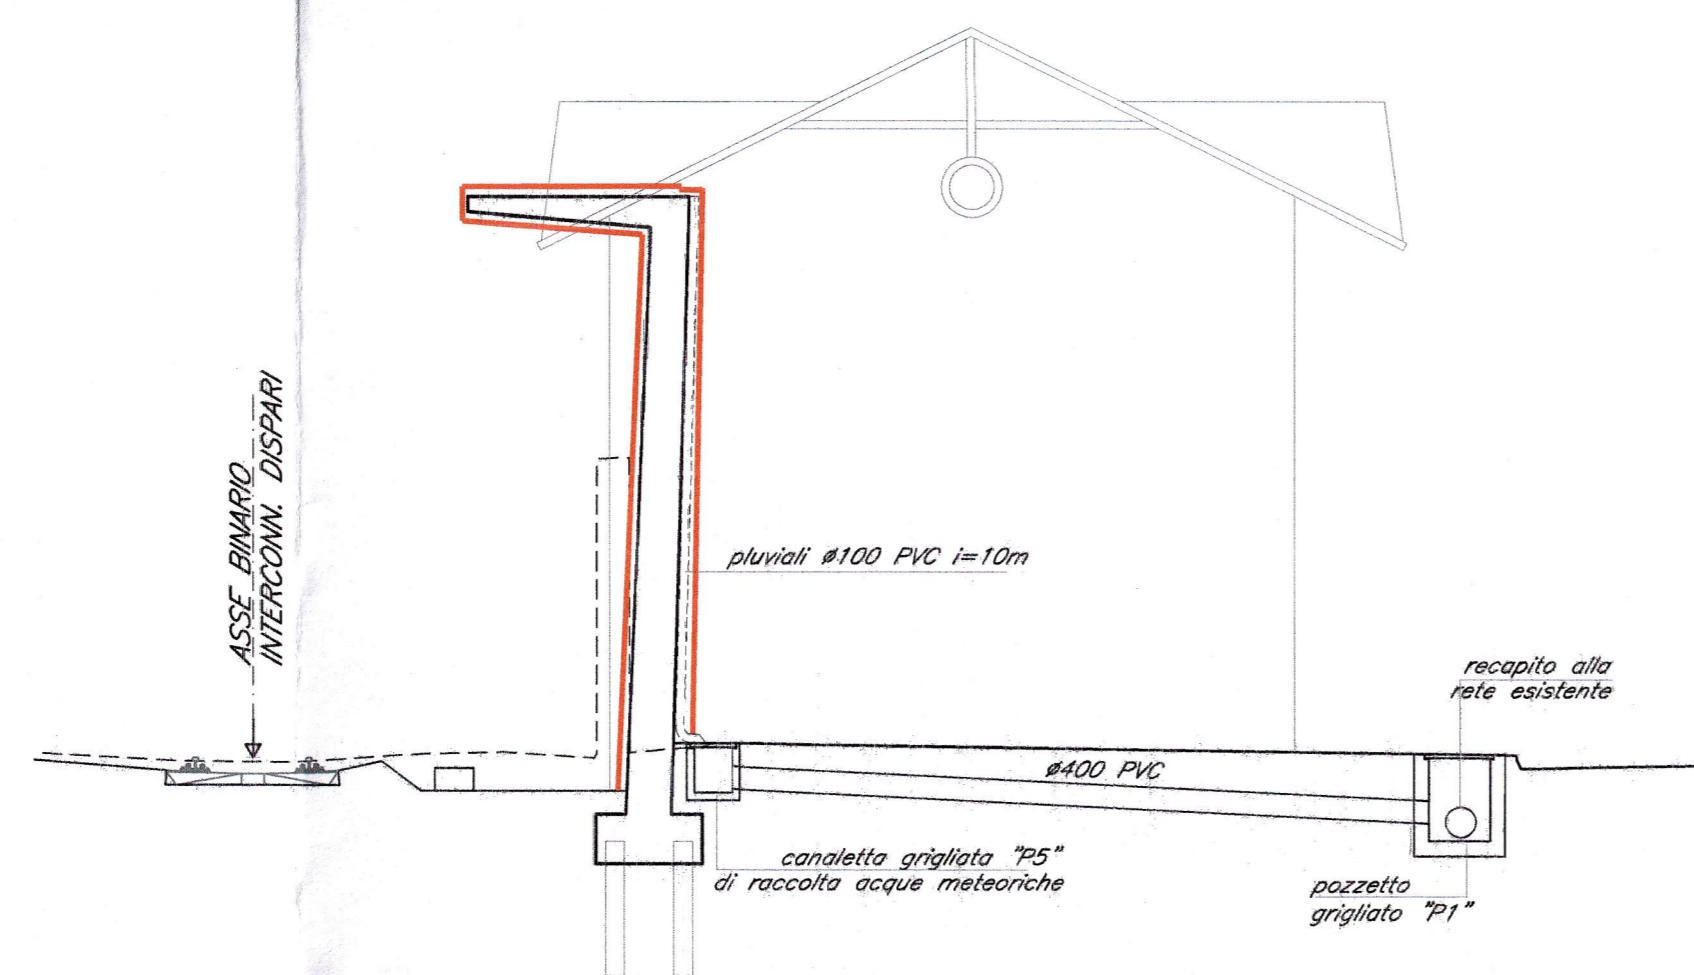 ASSE BINARIO
INTERCONN. DISPARI
pluviali ø100 PVC i=10m
recapito alla
rete esistente
ø400 PVC
canaletta grigliata "P5"
di raccolta acque meteoriche
pozzetto
grigliato "P1"